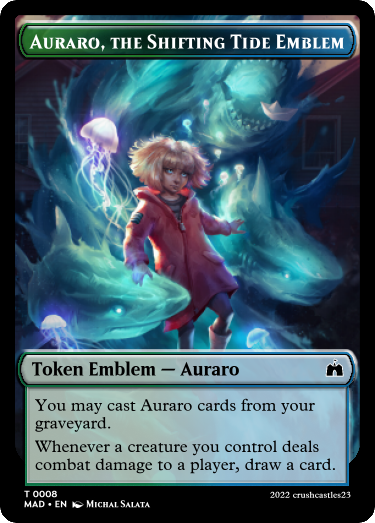 Auraro, the Shifting Tide Emblem
Token Emblem — Auraro
You may cast Auraro cards from your
graveyard.
Whenever a creature you control deals
combat damage to a player, draw a card.
T 0008
MAD • EN Michal Salata
2022 crushcastles23